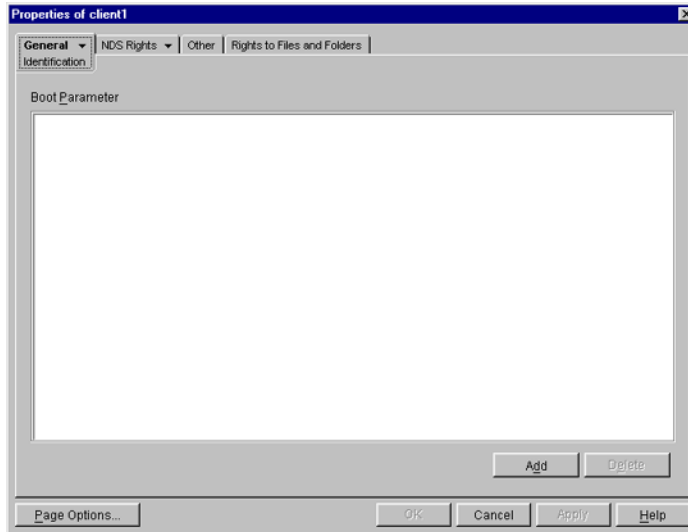 Properties of client1
General NDS Rights Other Rights to Files and Folders
Identification
Boot Parameter
Add Delete
Page Options... OK Cancel Apply Help